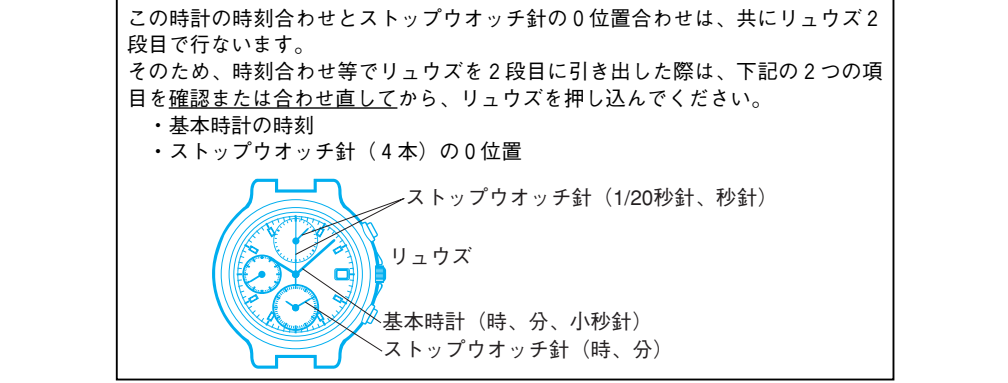 この時計の時刻合わせとストップウオッチ針の0位置合わせは、共にリュウズ2
段目で行ないます。
そのため、時刻合わせ等でリュウズを2段目に引き出した際は、下記の2つの項
目を確認または合わせ直してから、リュウズを押し込んでください。
・基本時計の時刻
・ストップウオッチ針（4本）の0位置
ストップウオッチ針（1/20秒針、秒針）
リュウズ
基本時計（時、分、小秒針）
ストップウオッチ針（時、分）